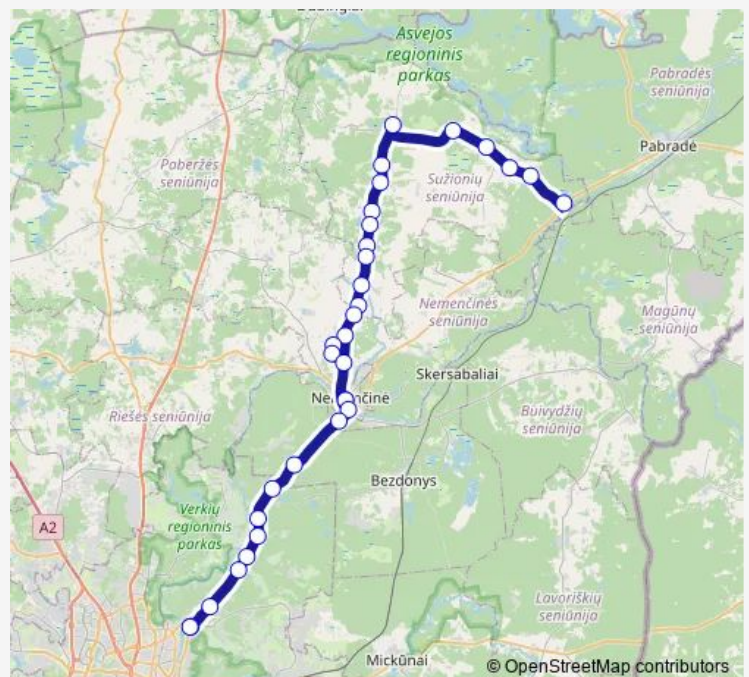 Asvejos
regioninis
parkas
Pabradės
seniūnija
Pabradė
Paberžės
seniūnija
Sužionių
seniūnija
Nemenčinės
seniūnija
Magūnų
seniūnija
Skersabaliai
Riešės seniūnija
Buivydžių
seniūnija
Bezdonys
Verkių
regioninis
parkas
A2
Lavoriškių
seniūnija
Mickūnai
© OpenStreetMap contributors